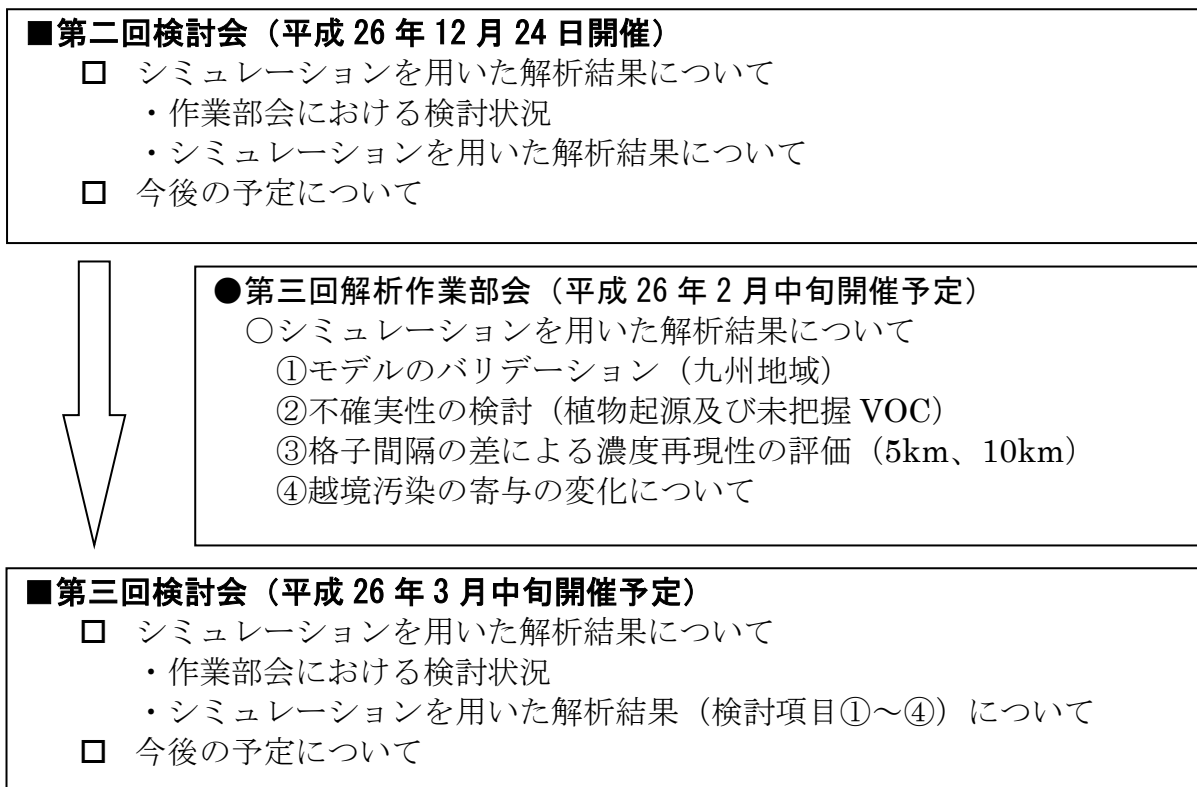 ■第二回検討会（平成 26 年 12 月 24 日開催）
□ シミュレーションを用いた解析結果について
・作業部会における検討状況
・シミュレーションを用いた解析結果について
□ 今後の予定について
●第三回解析作業部会（平成 26 年 2 月中旬開催予定）
○シミュレーションを用いた解析結果について
①モデルのバリデーション（九州地域）
②不確実性の検討（植物起源及び未把握 VOC）
③格子間隔の差による濃度再現性の評価（5km、10km）
④越境汚染の寄与の変化について
■第三回検討会（平成 26 年 3 月中旬開催予定）
□ シミュレーションを用いた解析結果について
・作業部会における検討状況
・シミュレーションを用いた解析結果（検討項目①～④）について
□ 今後の予定について